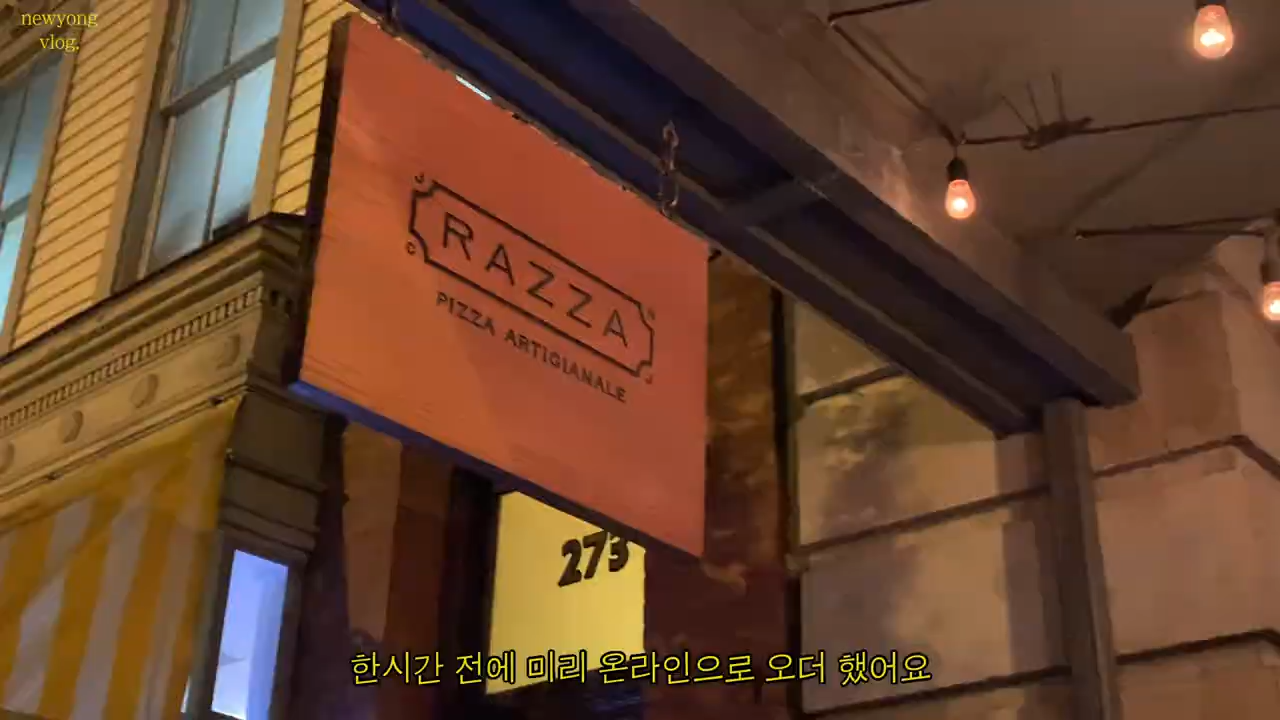 newyong
vlog.
RAZZA
PIZZA ARTIGIANALE
273
한시간 전에 미리 온라인으로 오더 했어요